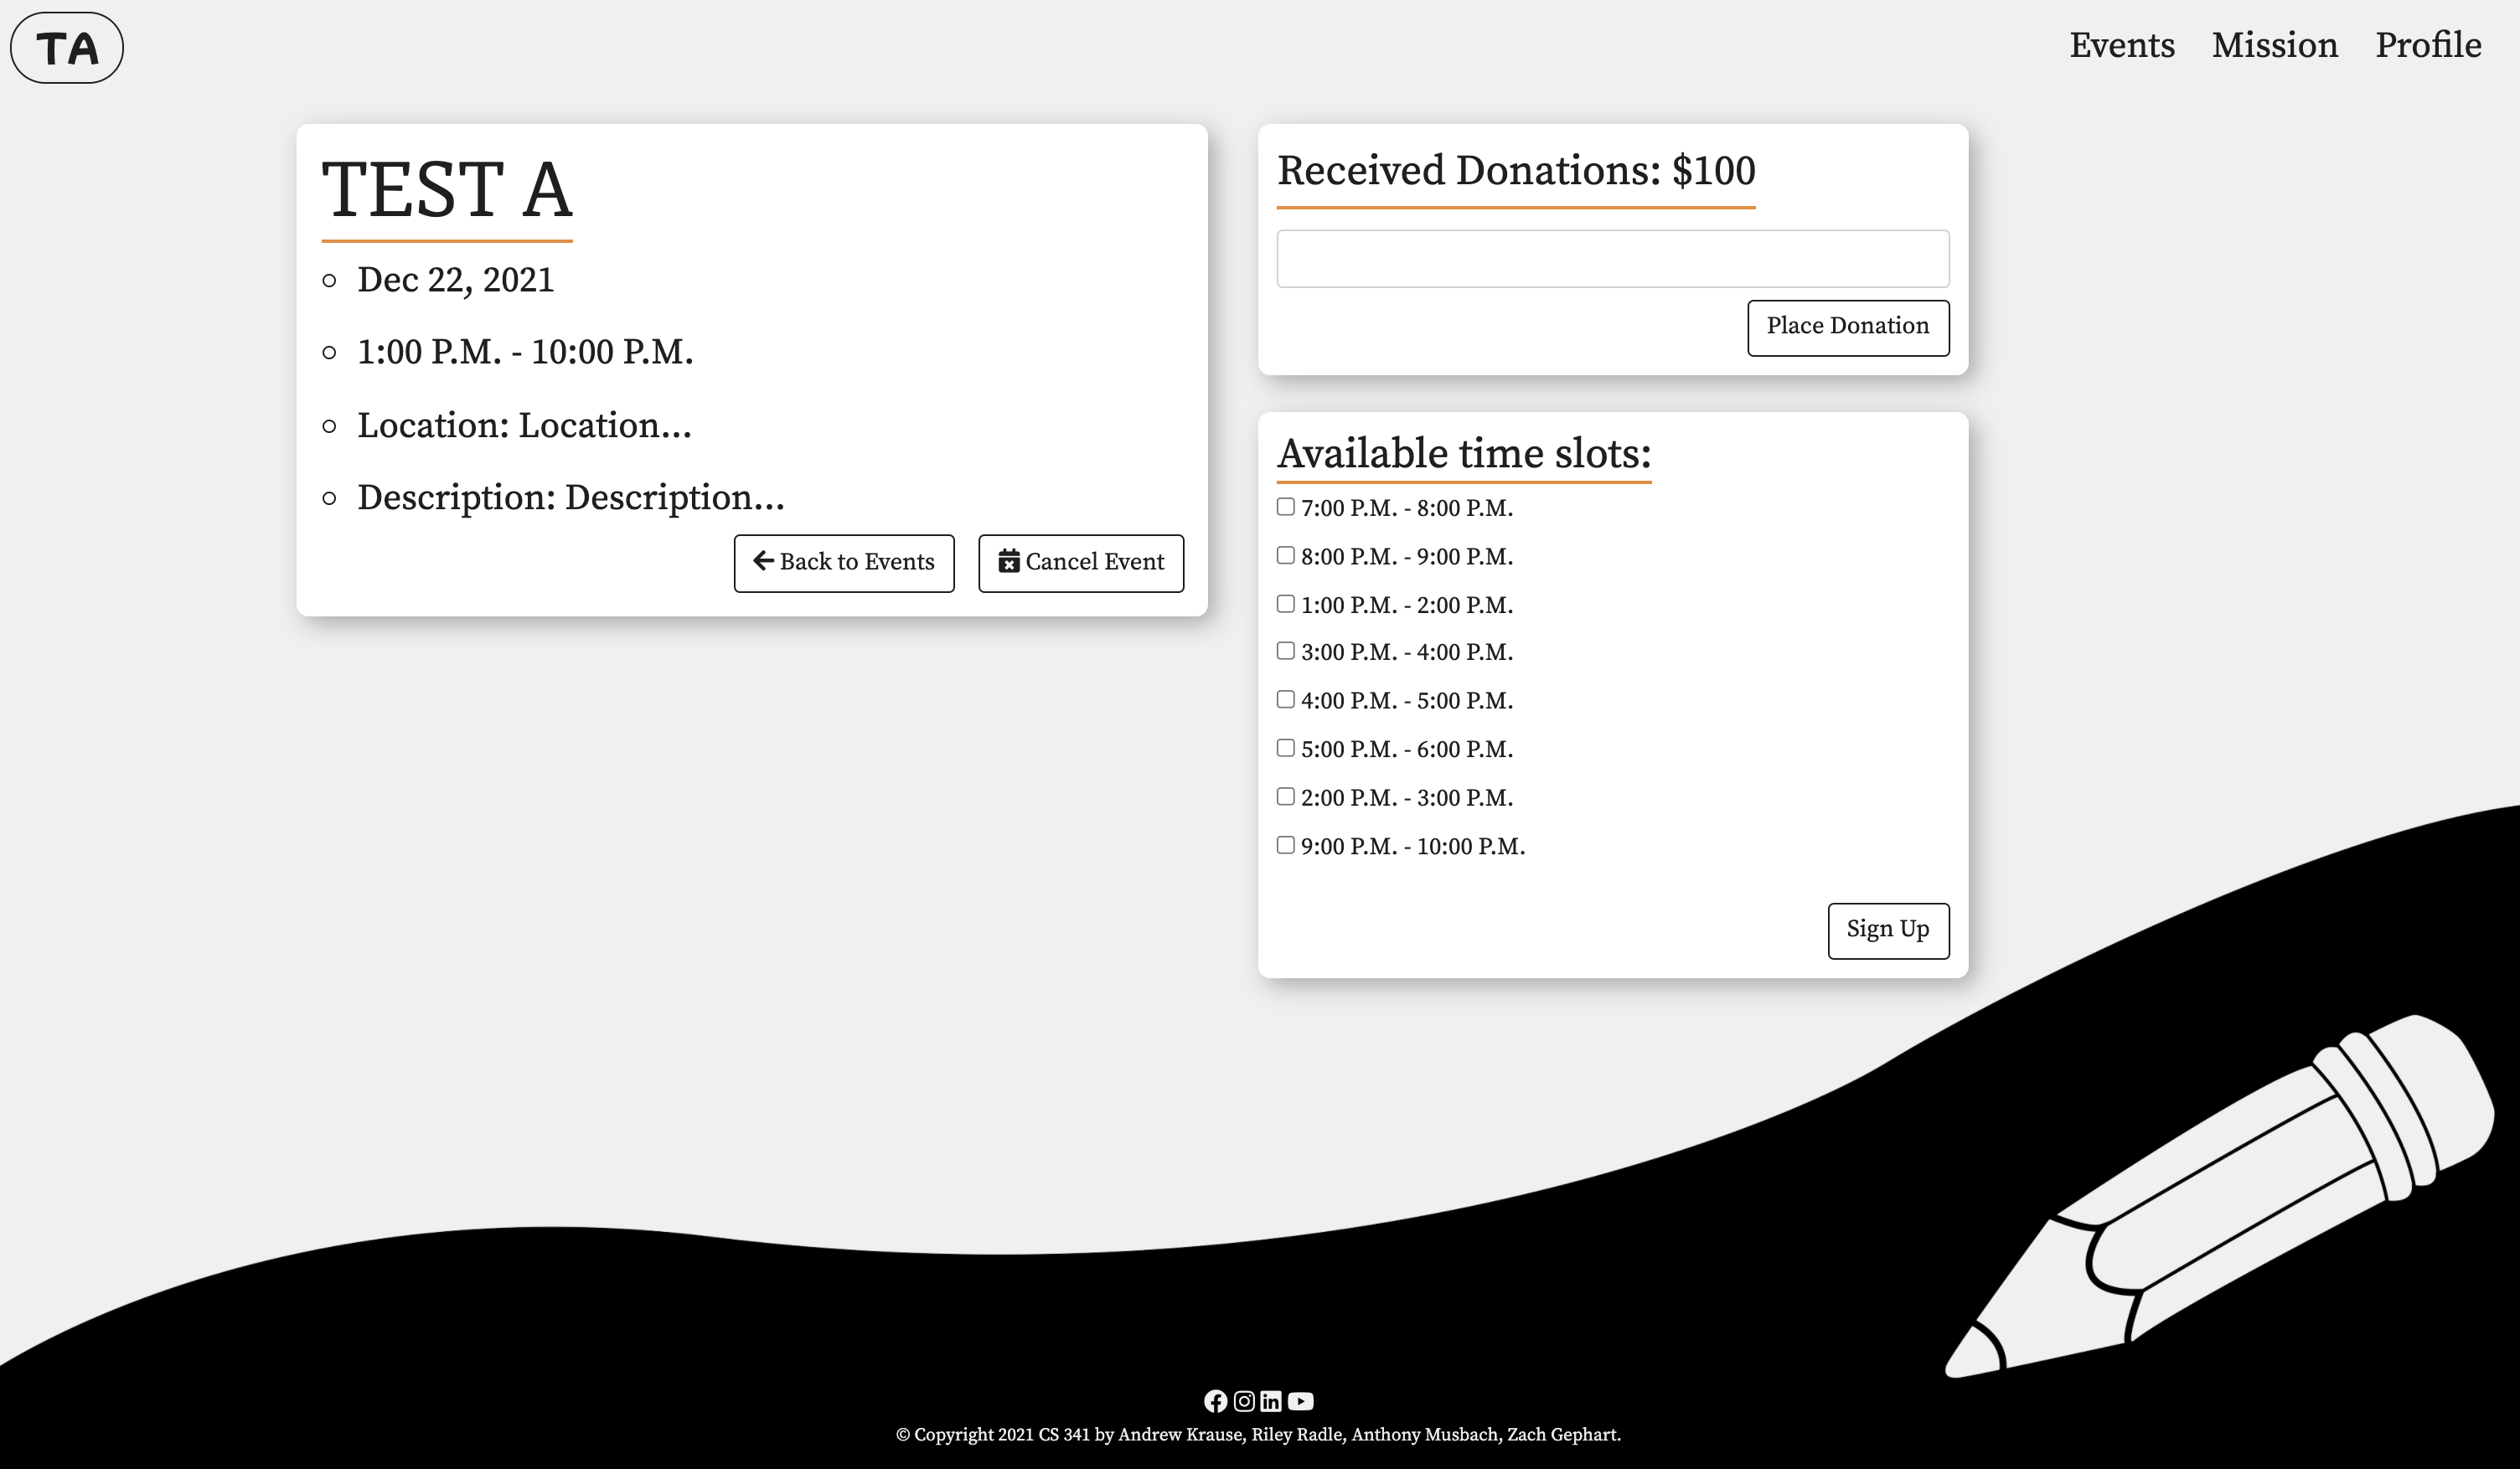 TA
Events Mission Profile
TEST A
Dec 22, 2021
1:00 P.M. - 10:00 P.M.
Location: Location...
Description: Description...
Back to Events Cancel Event
Received Donations: $100
Place Donation
Available time slots:
7:00 P.M. - 8:00 P.M.
8:00 P.M. - 9:00 P.M.
1:00 P.M. - 2:00 P.M.
3:00 P.M. - 4:00 P.M.
4:00 P.M. - 5:00 P.M.
5:00 P.M. - 6:00 P.M.
2:00 P.M. - 3:00 P.M.
9:00 P.M. - 10:00 P.M.
Sign Up
© Copyright 2021 CS 341 by Andrew Krause, Riley Radle, Anthony Musbach, Zach Gephart.